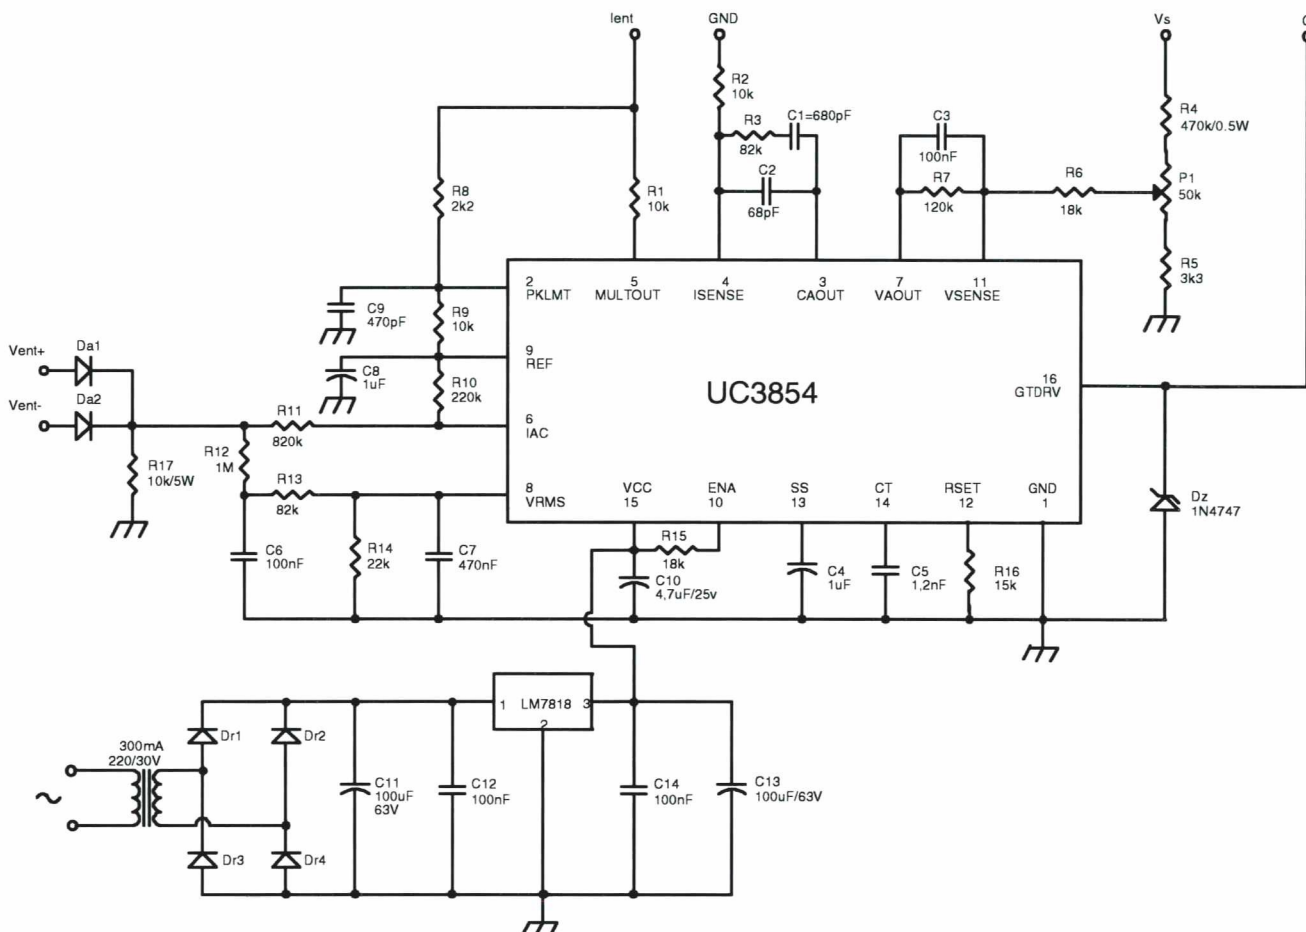 Ient
GND
Vs
R2
10k
R3
82k
C1=680pF
C2
68pF
C3
100nF
R7
120k
R6
18k
R4
470k/0.5W
P1
50k
R5
3k3
R8
2k2
R1
10k
2
PKLMT
5
MULTOUT
4
ISENSE
3
CAOUT
7
VAOUT
11
VSENSE
C9
470pF
R9
10k
9
REF
C8
1uF
R10
220k
UC3854
16
GTDRV
Vent+
Da1
Vent-
Da2
R11
820k
6
IAC
R17
10k/5W
R12
1M
R13
82k
8
VRMS
VCC
15
ENA
10
SS
13
CT
14
RSET
12
GND
1
Dz
1N4747
C6
100nF
R14
22k
C7
470nF
R15
18k
C10
4,7uF/25v
C4
1uF
C5
1,2nF
R16
15k
1
LM7818
3
2
300mA
220/30V
~
Dr1
Dr2
Dr3
Dr4
C11
100uF
63V
C12
100nF
C14
100nF
C13
100uF/63V